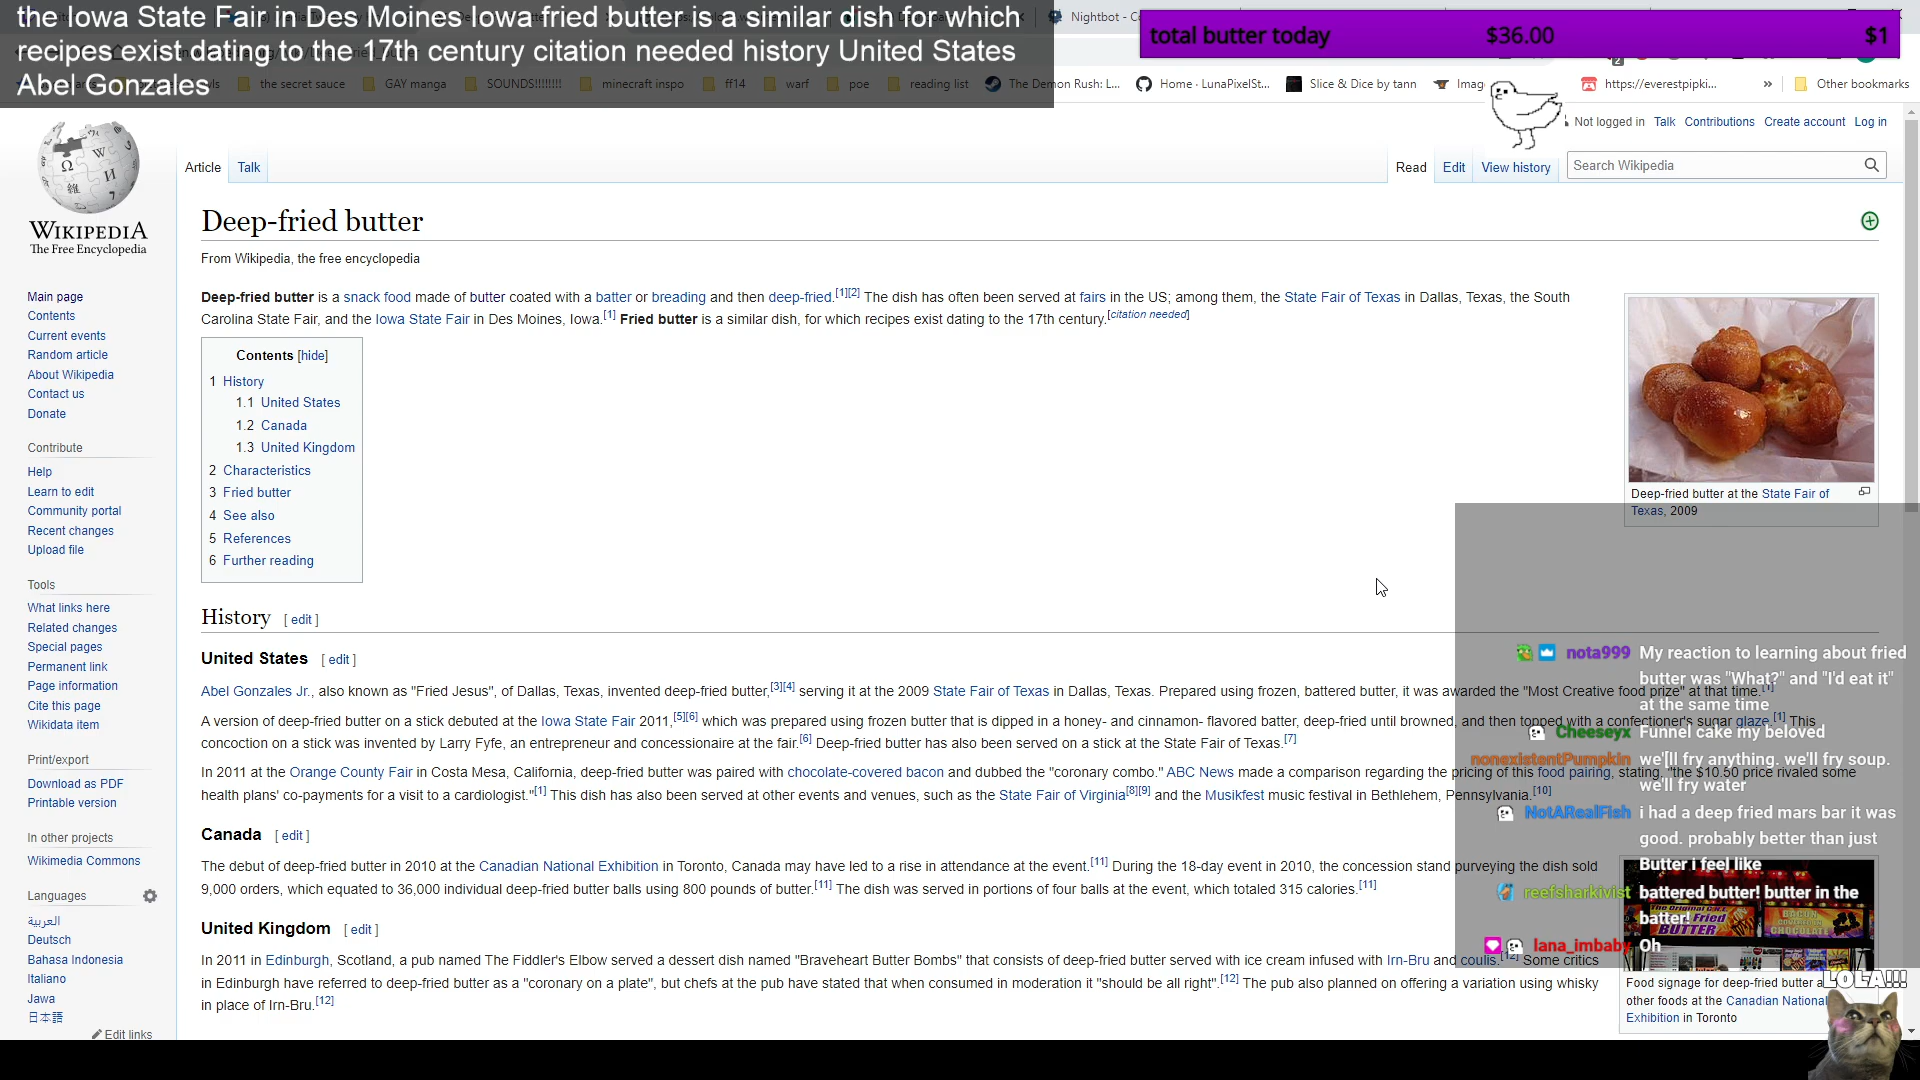 the Iowa State Fair in Des Moines Iowa fried butter is a similar dish for which
recipes exist dating to the 17th century citation needed history United States
Abel Gonzales
total butter today $36.00 $1
Nightbot - C
the secret sauce GAY manga SOUNDS!!!!!!!! minecraft inspo ff14 warf poe reading list The Demon Rush: L... Home · LunaPixelSt... Slice & Dice by tann Imag https://everestpipki... » Other bookmarks
Not logged in Talk Contributions Create account Log in
Article Talk Read Edit View history Search Wikipedia
WIKIPEDIA
The Free Encyclopedia
Main page
Contents
Current events
Random article
About Wikipedia
Contact us
Donate
Contribute
Help
Learn to edit
Community portal
Recent changes
Upload file
Tools
What links here
Related changes
Special pages
Permanent link
Page information
Cite this page
Wikidata item
Print/export
Download as PDF
Printable version
In other projects
Wikimedia Commons
Languages
العربية
Deutsch
Bahasa Indonesia
Italiano
Jawa
日本語
Edit links
Deep-fried butter
From Wikipedia, the free encyclopedia
Deep-fried butter is a snack food made of butter coated with a batter or breading and then deep-fried.[1][2] The dish has often been served at fairs in the US; among them, the State Fair of Texas in Dallas, Texas, the South
Carolina State Fair, and the Iowa State Fair in Des Moines, Iowa.[1] Fried butter is a similar dish, for which recipes exist dating to the 17th century.[citation needed]
Contents [hide]
1 History
1.1 United States
1.2 Canada
1.3 United Kingdom
2 Characteristics
3 Fried butter
4 See also
5 References
6 Further reading
Deep-fried butter at the State Fair of
Texas, 2009
History [ edit ]
United States [ edit ]
Abel Gonzales Jr., also known as "Fried Jesus", of Dallas, Texas, invented deep-fried butter,[3][4] serving it at the 2009 State Fair of Texas in Dallas, Texas. Prepared using frozen, battered butter, it was awarded the "Most Creative food prize" at that time.[1]
A version of deep-fried butter on a stick debuted at the Iowa State Fair 2011,[5][6] which was prepared using frozen butter that is dipped in a honey- and cinnamon- flavored batter, deep-fried until browned, and then topped with a confectioner's sugar glaze.[1] This
concoction on a stick was invented by Larry Fyfe, an entrepreneur and concessionaire at the fair.[6] Deep-fried butter has also been served on a stick at the State Fair of Texas.[7]
In 2011 at the Orange County Fair in Costa Mesa, California, deep-fried butter was paired with chocolate-covered bacon and dubbed the "coronary combo." ABC News made a comparison regarding the pricing of this food pairing, stating, "the $10.50 price rivaled some
health plans' co-payments for a visit to a cardiologist."[1] This dish has also been served at other events and venues, such as the State Fair of Virginia[8][9] and the Musikfest music festival in Bethlehem, Pennsylvania.[10]
Canada [ edit ]
The debut of deep-fried butter in 2010 at the Canadian National Exhibition in Toronto, Canada may have led to a rise in attendance at the event.[11] During the 18-day event in 2010, the concession stand purveying the dish sold
9,000 orders, which equated to 36,000 individual deep-fried butter balls using 800 pounds of butter.[11] The dish was served in portions of four balls at the event, which totaled 315 calories.[11]
United Kingdom [ edit ]
In 2011 in Edinburgh, Scotland, a pub named The Fiddler's Elbow served a dessert dish named "Braveheart Butter Bombs" that consists of deep-fried butter served with ice cream infused with Irn-Bru and coulis.[12] Some critics
in Edinburgh have referred to deep-fried butter as a "coronary on a plate", but chefs at the pub have stated that when consumed in moderation it "should be all right".[12] The pub also planned on offering a variation using whisky
in place of Irn-Bru.[12]
nota999 My reaction to learning about fried
butter was "What?" and "I'd eat it"
at the same time
Cheeseyx Funnel cake my beloved
nonexistentPumpkin we'll fry anything. we'll fry soup.
we'll fry water
NotARealFish i had a deep fried mars bar it was
good. probably better than just
Butter i feel like
reefsharkivist battered butter! butter in the
batter!
lana_imbaby Oh
Fried
BUTTER
BACON
CHOCOLATE
Food signage for deep-fried butter a
other foods at the Canadian National
Exhibition in Toronto
LOLA!!!